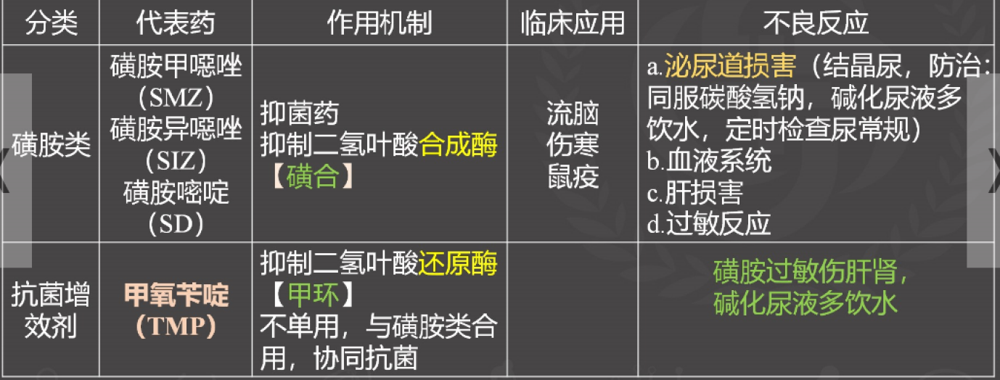 分类
代表药
作用机制
临床应用
不良反应
磺胺类
磺胺甲噁唑
（SMZ）
磺胺异噁唑
（SIZ）
磺胺嘧啶
（SD）
抑菌药
抑制二氢叶酸合成酶
【磺合】
流脑
伤寒
鼠疫
a.泌尿道损害（结晶尿，防治：
同服碳酸氢钠，碱化尿液多
饮水，定时检查尿常规）
b.血液系统
c.肝损害
d.过敏反应
抗菌增
效剂
甲氧苄啶
（TMP）
抑制二氢叶酸还原酶
【甲环】
不单用，与磺胺类合
用，协同抗菌
磺胺过敏伤肝肾，
碱化尿液多饮水